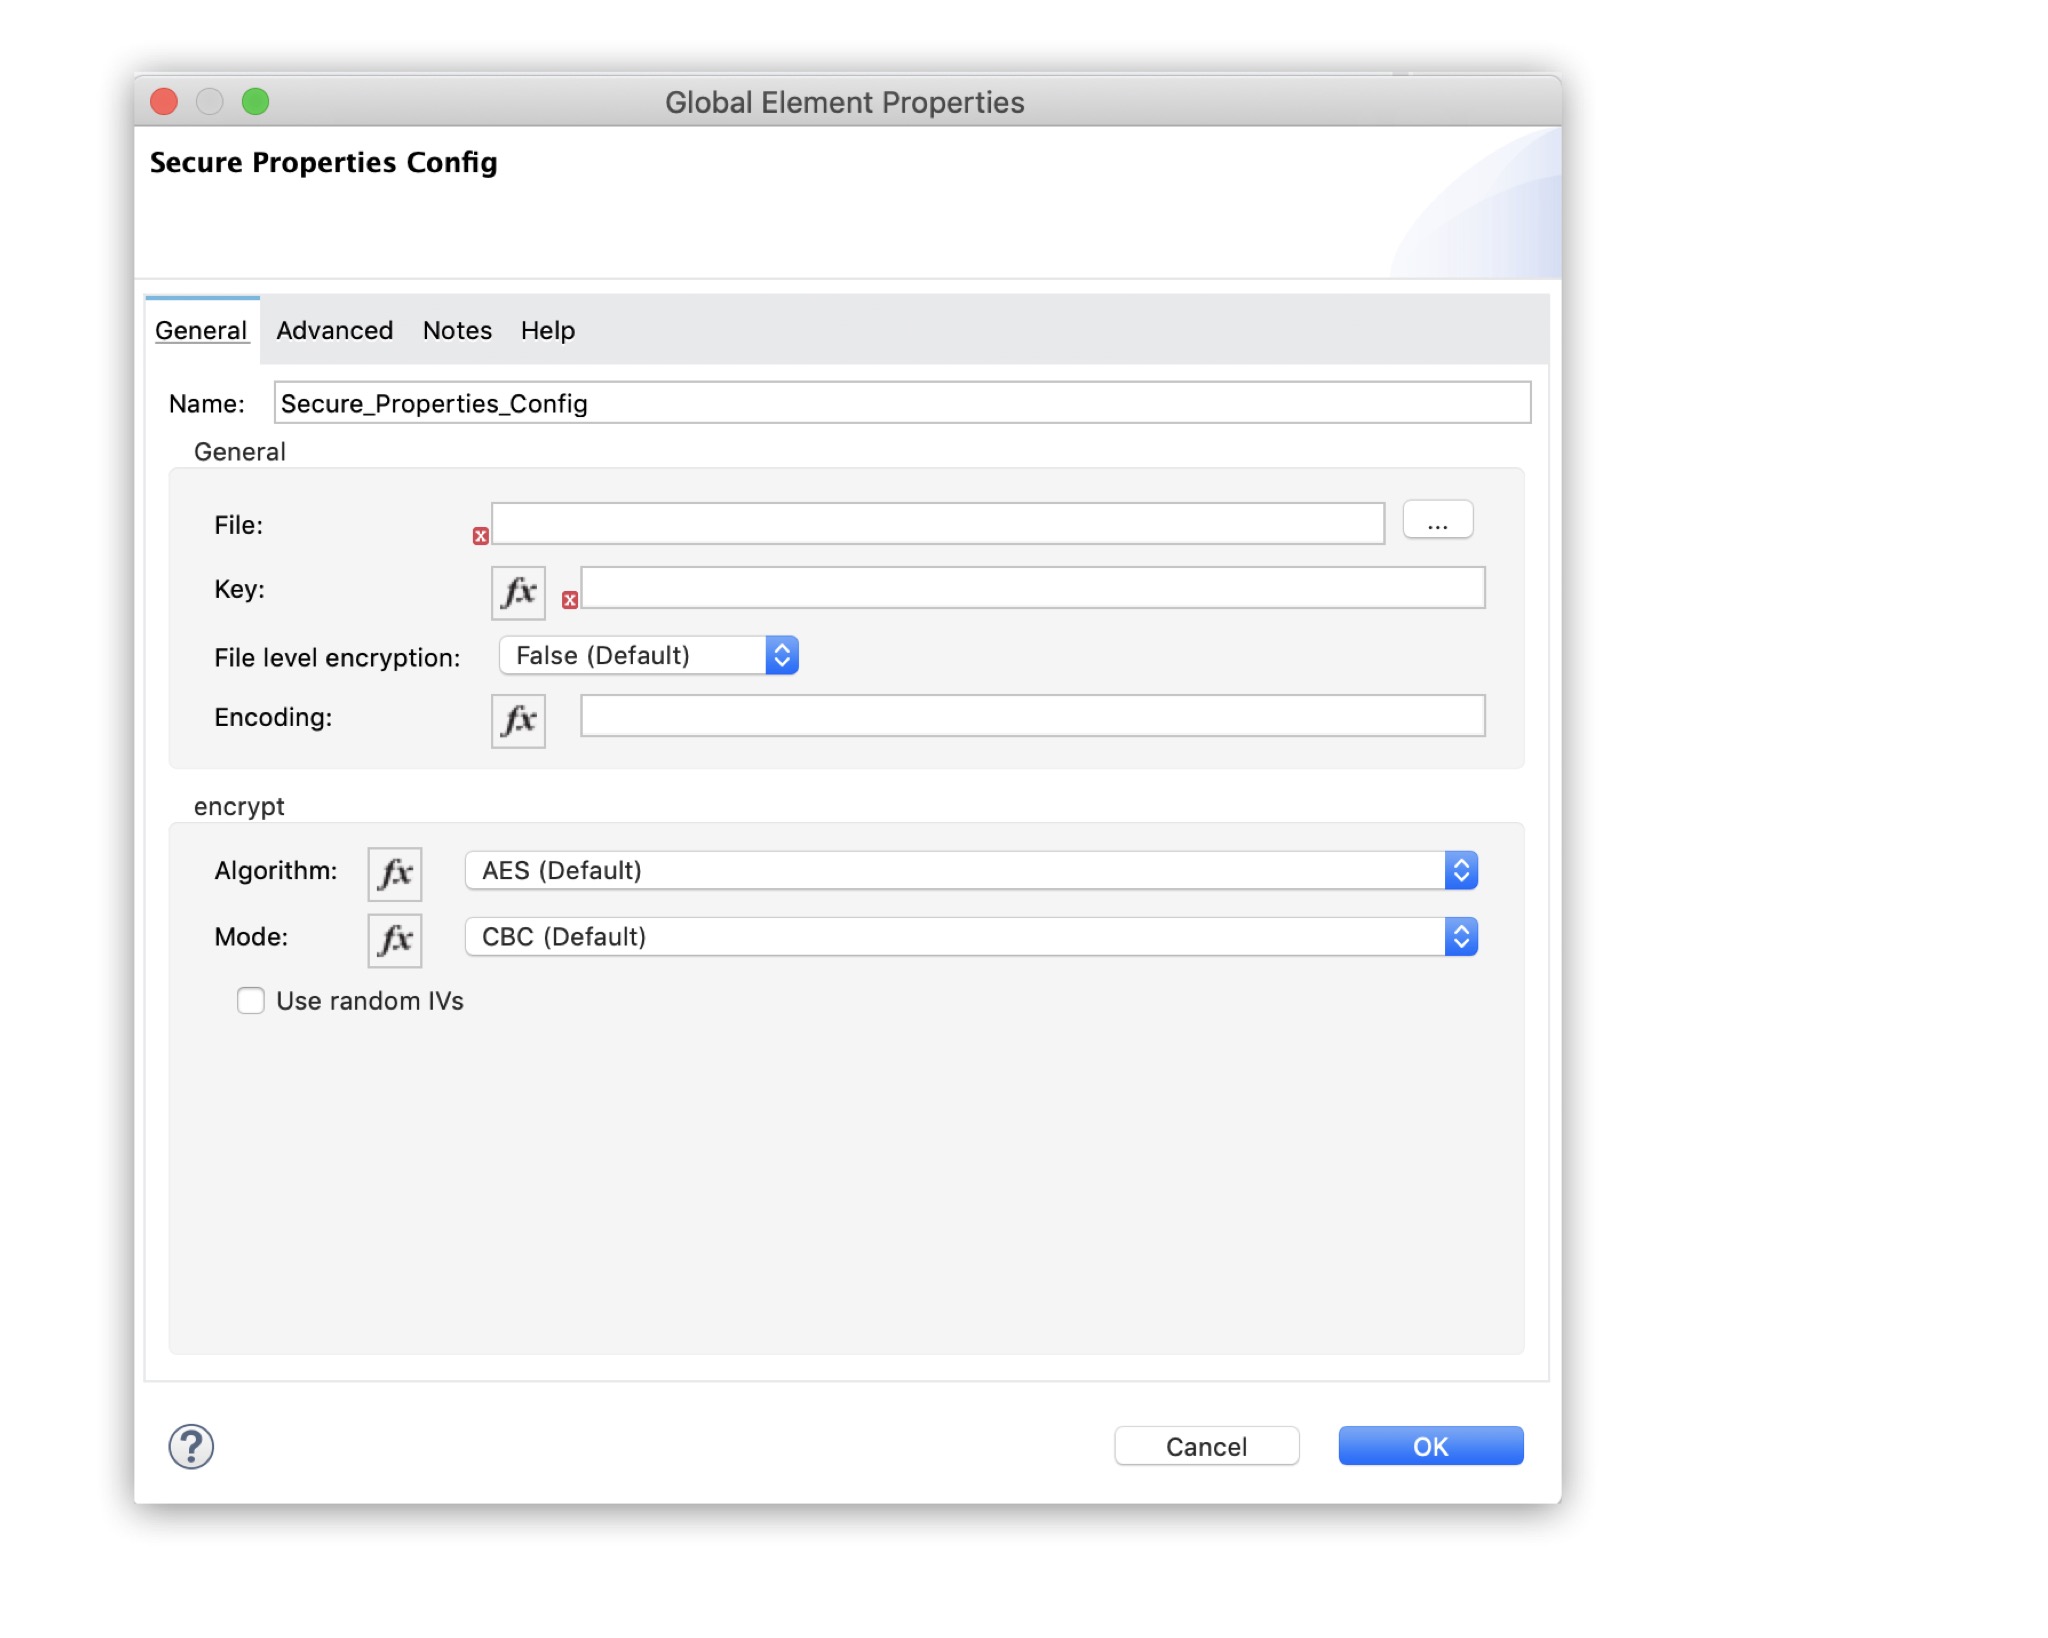 Global Element Properties
Secure Properties Config
General Advanced Notes Help
Name: Secure_Properties_Config
General
File: ...
Key: fx
File level encryption: False (Default)
Encoding: fx
encrypt
Algorithm: fx AES (Default)
Mode: fx CBC (Default)
Use random IVs
? Cancel OK